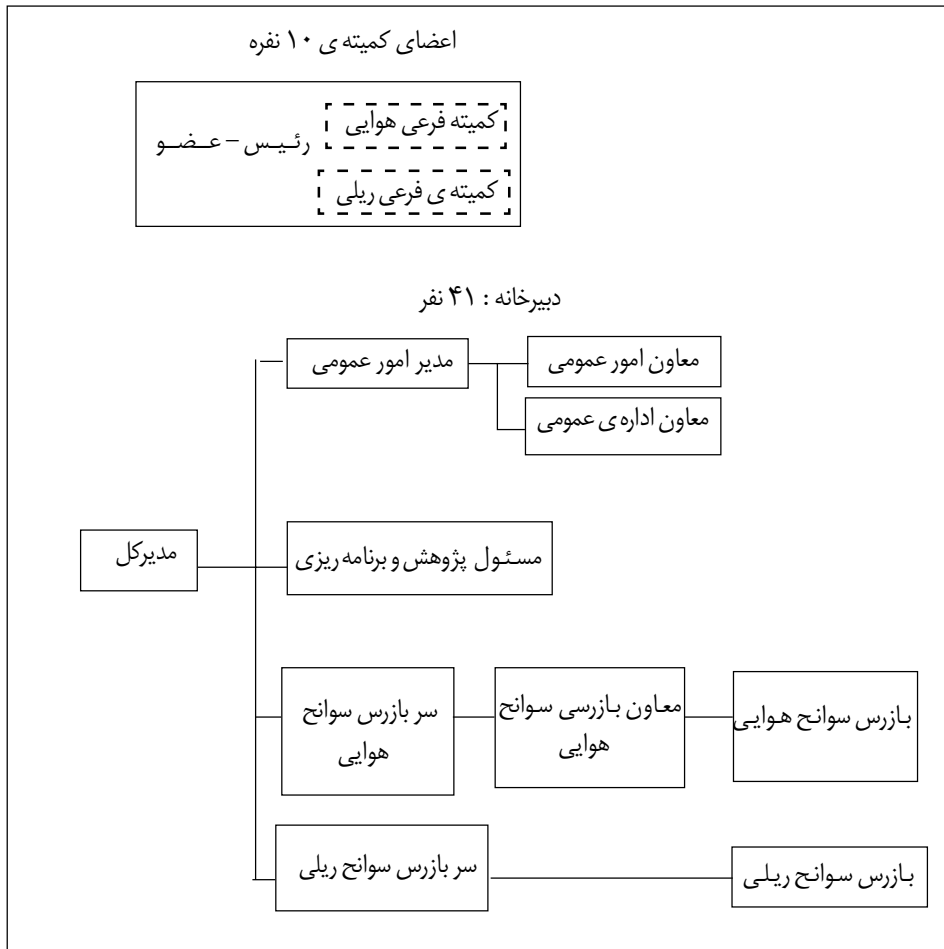 اعضای کمیته ی ۱۰ نفره
کمیته فرعی هوایی
رئـیـس – عـضـو
کمیته ی فرعی ریلی
دبیرخانه : ۴۱ نفر
مدیر امور عمومی
معاون امور عمومی
معاون اداره ی عمومی
مدیرکل
مسئول پژوهش و برنامه ریزی
سر بازرس سوانح
هوایی
معاون بازرسی سوانح
هوایی
بازرس سوانح هوایی
سر بازرس سوانح ریلی
بازرس سوانح ریلی